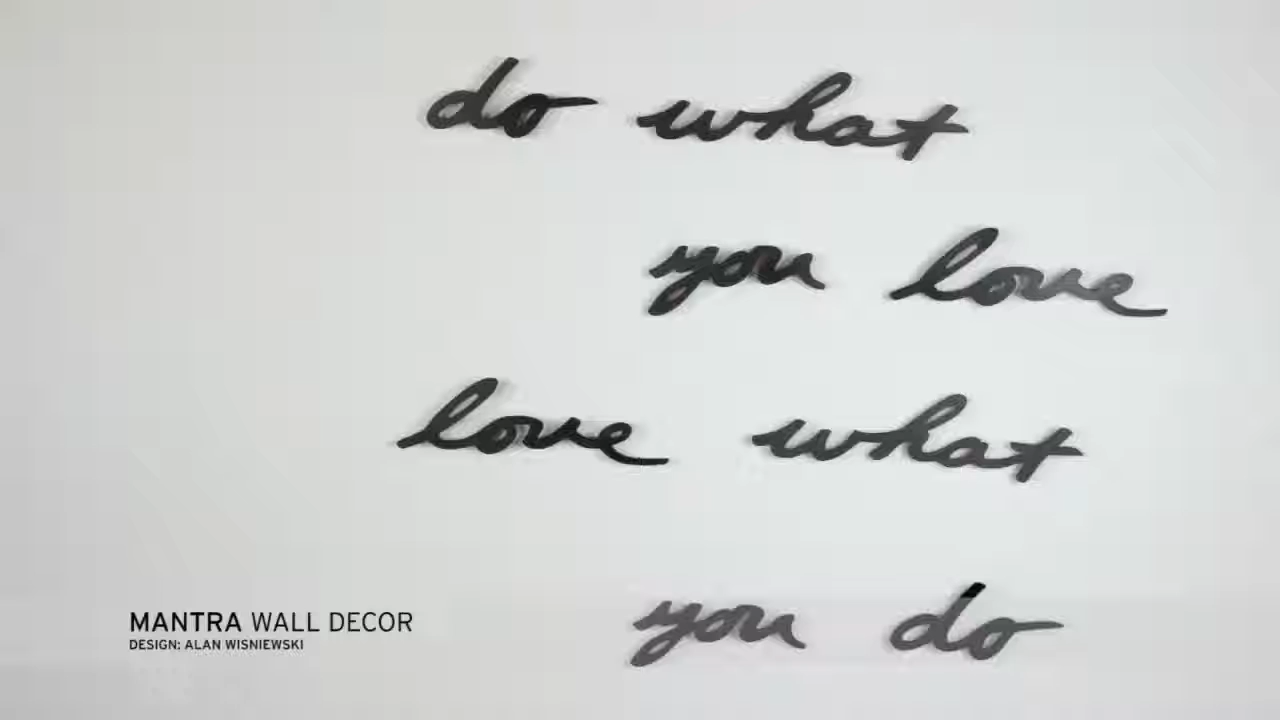 do what
you love
love what
you do
MANTRA WALL DECOR
DESIGN: ALAN WISNIEWSKI